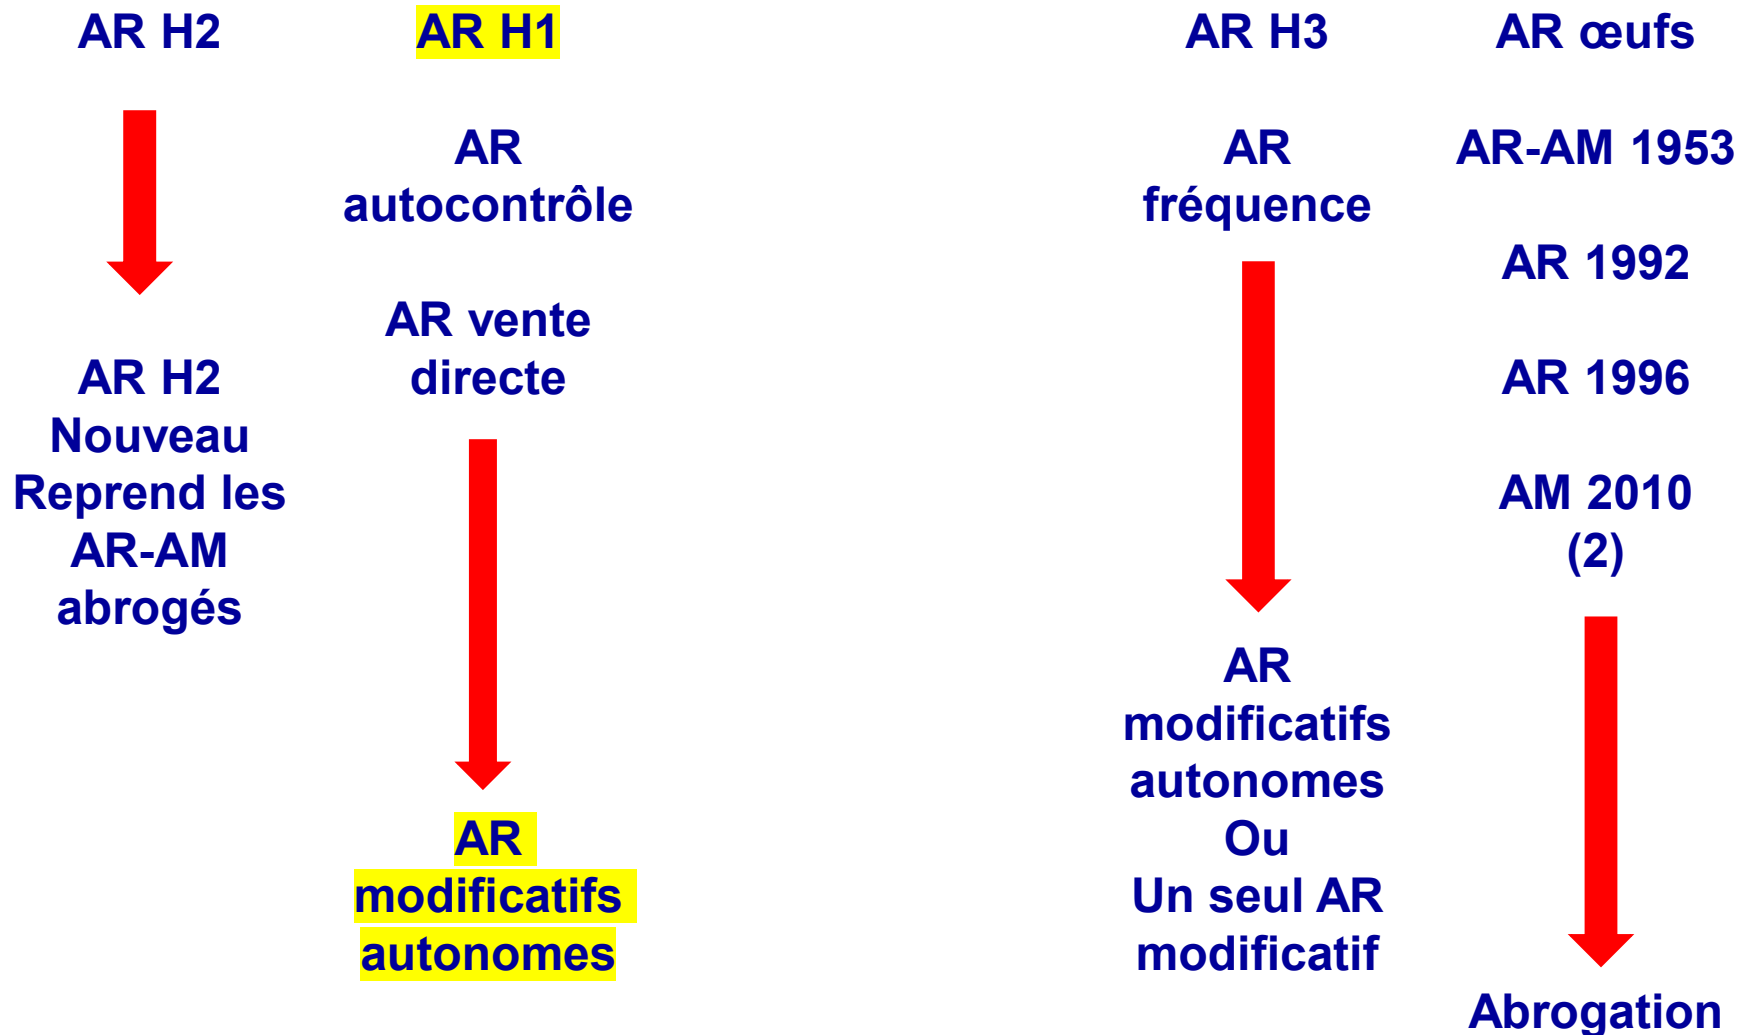 AR H2
AR H2
Nouveau
Reprend les
AR-AM
abrogés
AR H1
AR
autocontrôle
AR vente
directe
AR
modificatifs
autonomes
AR H3
AR
fréquence
AR
modificatifs
autonomes
Ou
Un seul AR
modificatif
AR œufs
AR-AM 1953
AR 1992
AR 1996
AM 2010
(2)
Abrogation